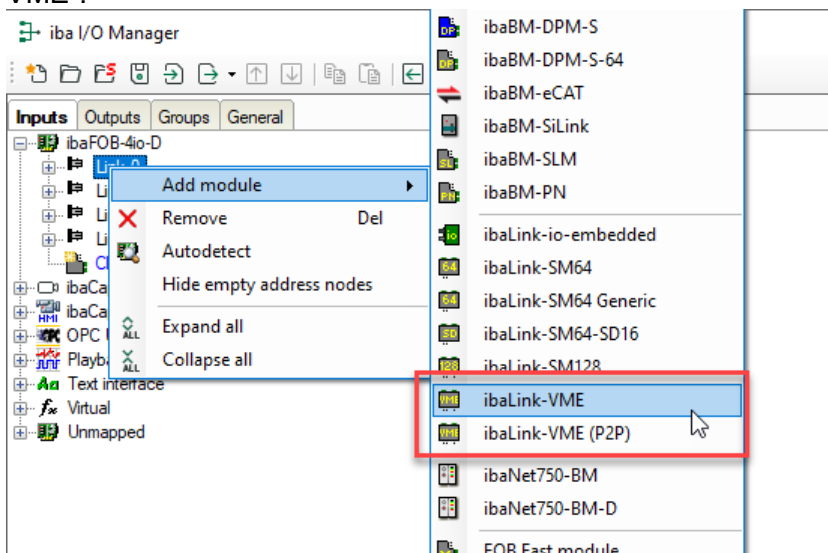 VME :
iba I/O Manager
Inputs Outputs Groups General
ibaFOB-4io-D
Link 0
Li
Li
Li
ibaCa
ibaCa
OPC
Playb
Text interface
Virtual
Unmapped
Add module
Remove Del
Autodetect
Hide empty address nodes
Expand all
Collapse all
ibaBM-DPM-S
ibaBM-DPM-S-64
ibaBM-eCAT
ibaBM-SiLink
ibaBM-SLM
ibaBM-PN
ibaLink-io-embedded
ibaLink-SM64
ibaLink-SM64 Generic
ibaLink-SM64-SD16
ibaLink-SM128
ibaLink-VME
ibaLink-VME (P2P)
ibaNet750-BM
ibaNet750-BM-D
FOB Fast module